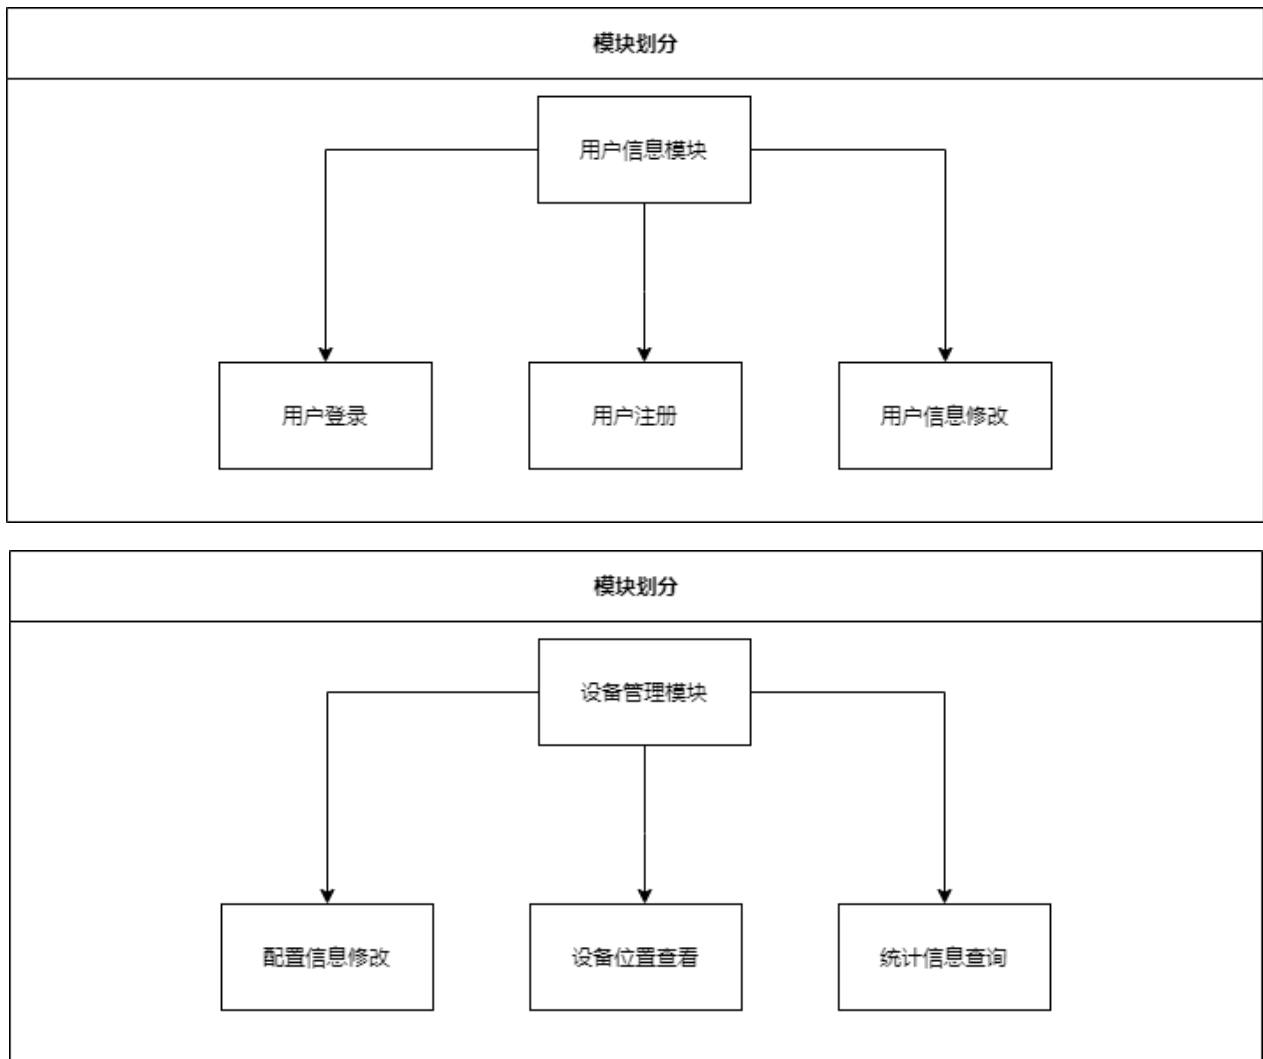 模块划分
用户信息模块
用户登录
用户注册
用户信息修改
模块划分
设备管理模块
配置信息修改
设备位置查看
统计信息查询